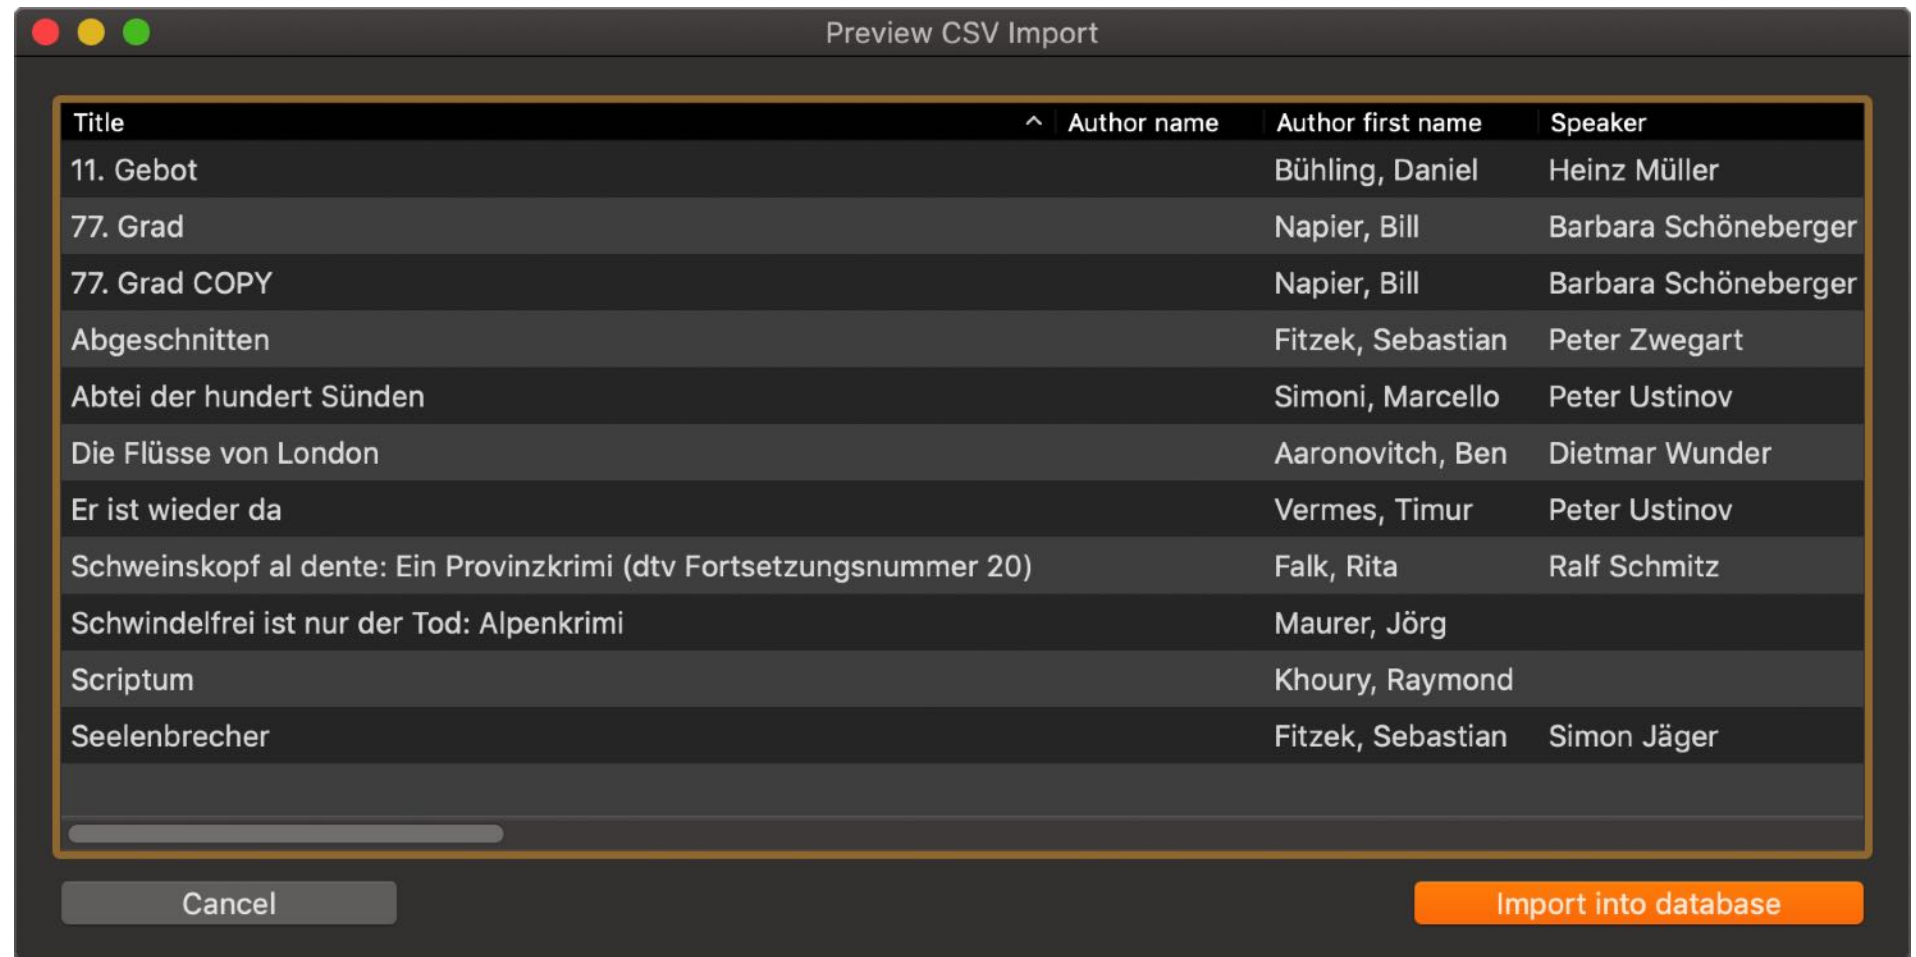 Preview CSV Import
Title Author name Author first name Speaker
11. Gebot Bühling, Daniel Heinz Müller
77. Grad Napier, Bill Barbara Schöneberger
77. Grad COPY Napier, Bill Barbara Schöneberger
Abgeschnitten Fitzek, Sebastian Peter Zwegart
Abtei der hundert Sünden Simoni, Marcello Peter Ustinov
Die Flüsse von London Aaronovitch, Ben Dietmar Wunder
Er ist wieder da Vermes, Timur Peter Ustinov
Schweinskopf al dente: Ein Provinzkrimi (dtv Fortsetzungsnummer 20) Falk, Rita Ralf Schmitz
Schwindelfrei ist nur der Tod: Alpenkrimi Maurer, Jörg
Scriptum Khoury, Raymond
Seelenbrecher Fitzek, Sebastian Simon Jäger
Cancel Import into database